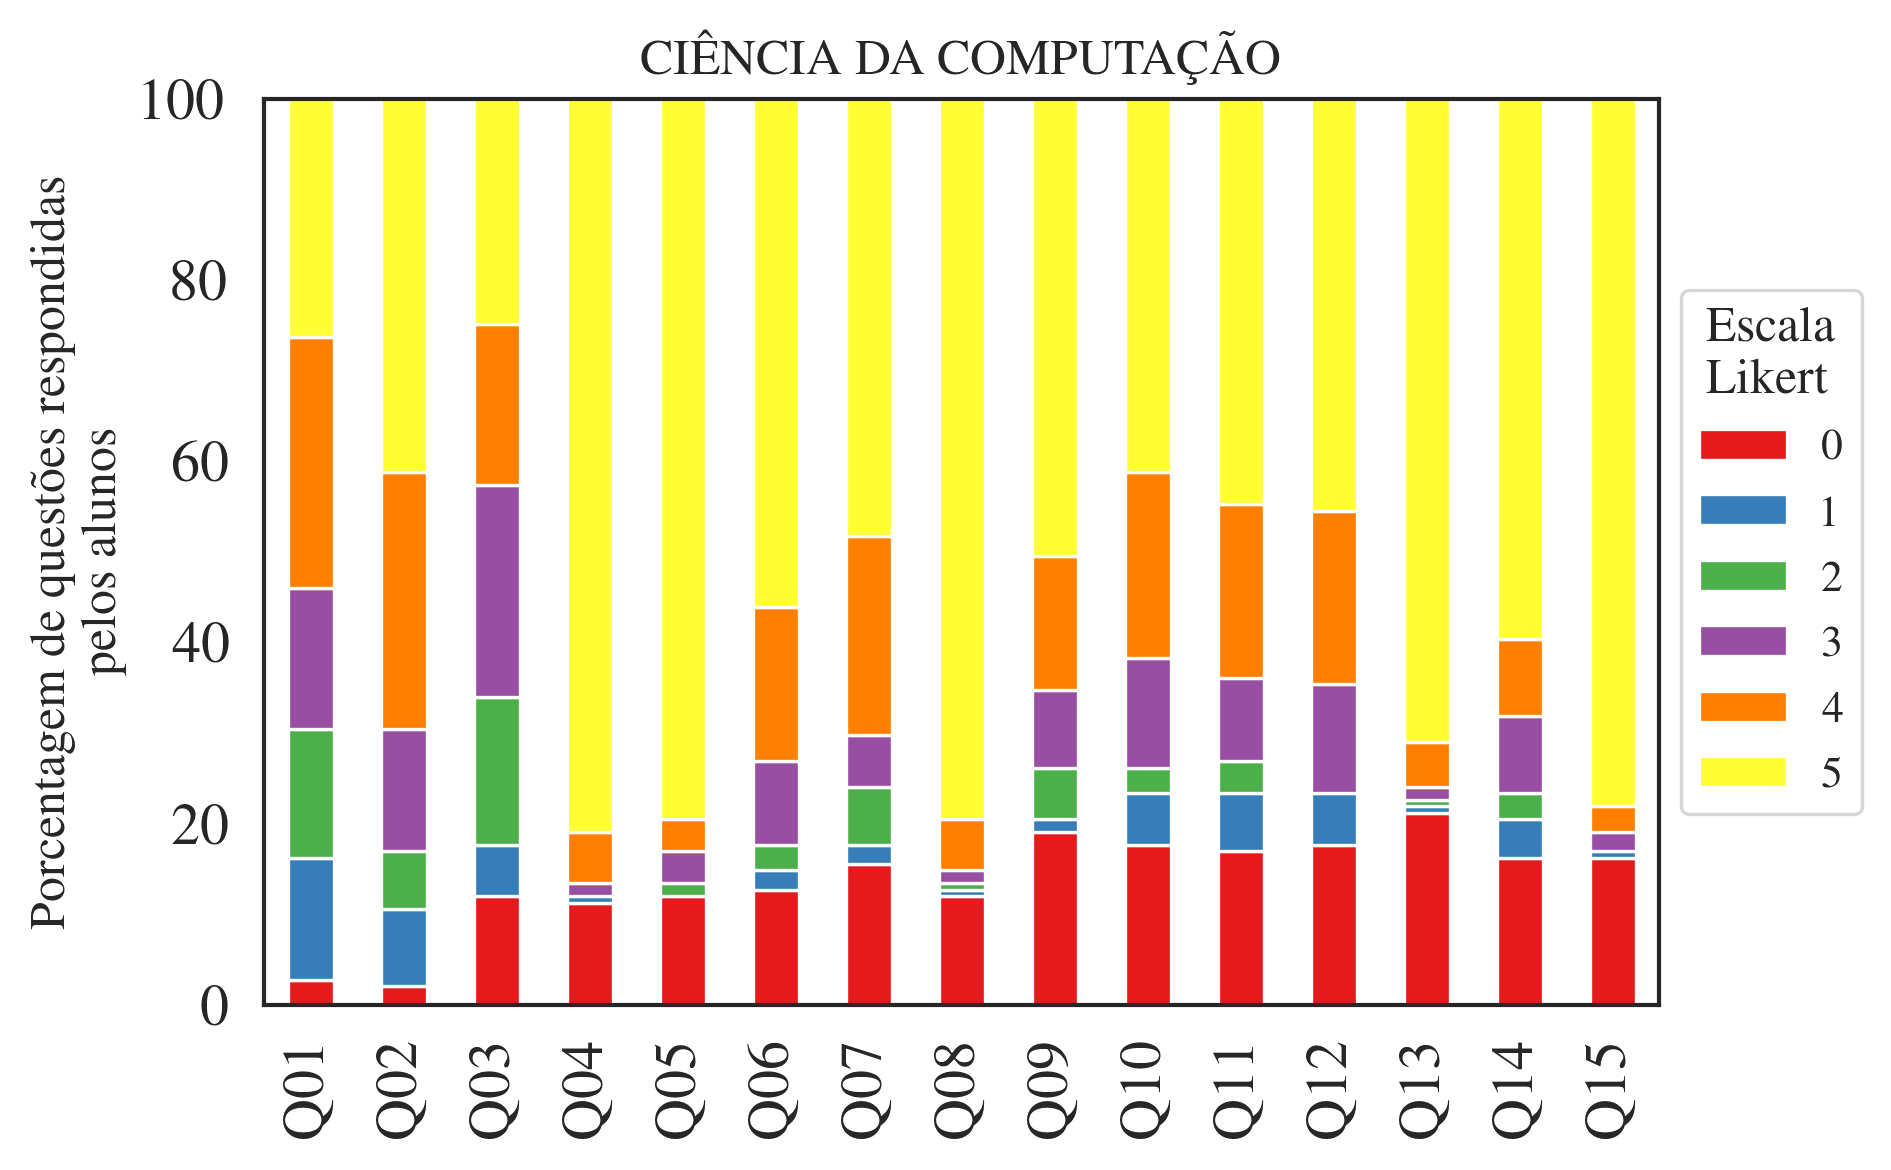 CIÊNCIA DA COMPUTAÇÃO
Porcentagem de questões respondidas
pelos alunos
100
80
60
40
20
0
Q01
Q02
Q03
Q04
Q05
Q06
Q07
Q08
Q09
Q10
Q11
Q12
Q13
Q14
Q15
Escala
Likert
0
1
2
3
4
5